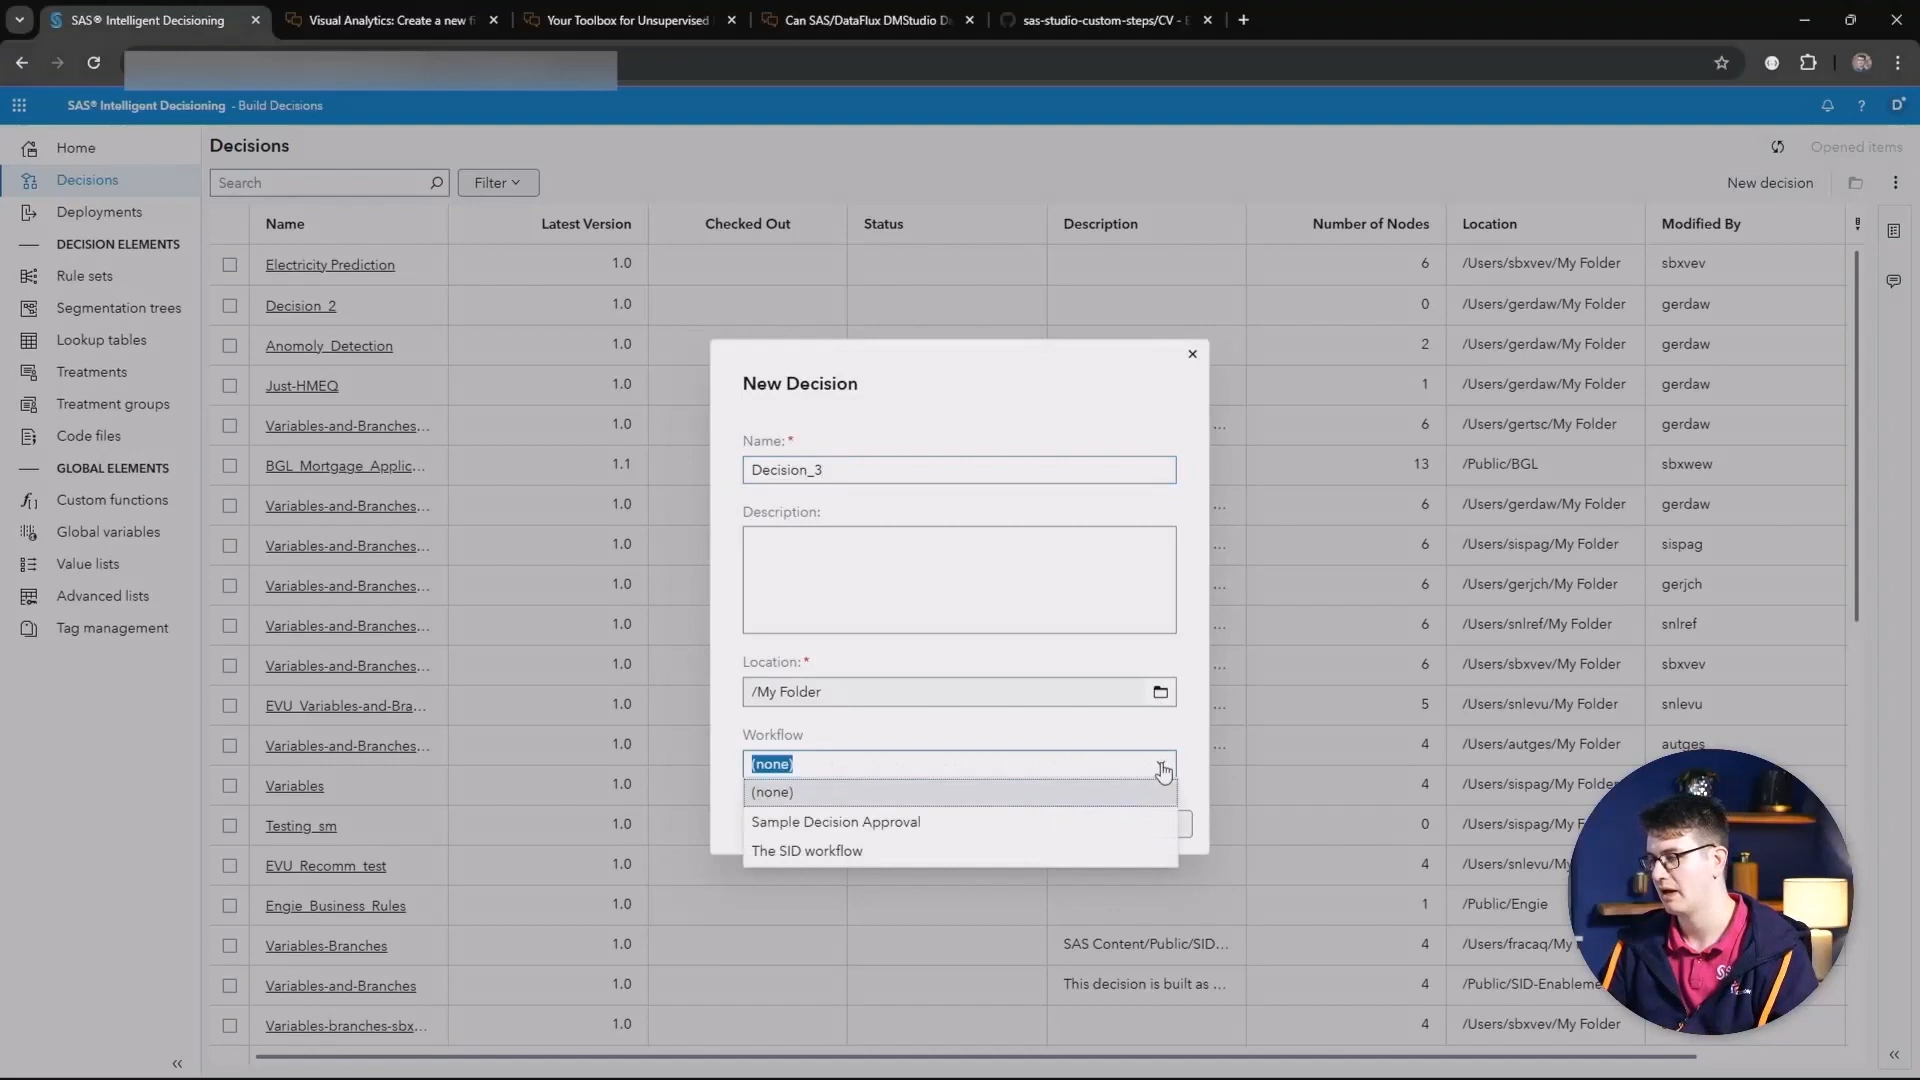 SAS® Intelligent Decisioning
Visual Analytics: Create a new fi
Your Toolbox for Unsupervised
Can SAS/DataFlux DMStudio D
sas-studio-custom-steps/CV -
SAS® Intelligent Decisioning - Build Decisions
D
Home
Decisions
Deployments
DECISION ELEMENTS
Rule sets
Segmentation trees
Lookup tables
Treatments
Treatment groups
Code files
GLOBAL ELEMENTS
Custom functions
Global variables
Value lists
Advanced lists
Tag management
Decisions
Opened items
Search
Filter
New decision
Name Latest Version Checked Out Status Description Number of Nodes Location Modified By
Electricity Prediction 1.0 6 /Users/sbxvev/My Folder sbxvev
Decision_2 1.0 0 /Users/gerdaw/My Folder gerdaw
Anomoly_Detection 1.0 2 /Users/gerdaw/My Folder gerdaw
Just-HMEQ 1.0 1 /Users/gerdaw/My Folder gerdaw
Variables-and-Branches... 1.0 ... 6 /Users/gertsc/My Folder gerdaw
BGL_Mortgage_Applic... 1.1 13 /Public/BGL sbxwew
Variables-and-Branches... 1.0 ... 6 /Users/gerdaw/My Folder gerdaw
Variables-and-Branches... 1.0 ... 6 /Users/sispag/My Folder sispag
Variables-and-Branches... 1.0 ... 6 /Users/gerjch/My Folder gerjch
Variables-and-Branches... 1.0 ... 6 /Users/snlref/My Folder snlref
Variables-and-Branches... 1.0 ... 6 /Users/sbxvev/My Folder sbxvev
EVU_Variables-and-Bra... 1.0 ... 5 /Users/snlevu/My Folder snlevu
Variables-and-Branches... 1.0 ... 4 /Users/autges/My Folder autges
Variables 1.0 4 /Users/sispag/My Fold
Testing_sm 1.0 0 /Users/sispag/My Fo
EVU_Recomm_test 1.0 4 /Users/snlevu/My
Engie_Business_Rules 1.0 1 /Public/Engie
Variables-Branches 1.0 SAS Content/Public/SID... 4 /Users/fracaq/My
Variables-and-Branches 1.0 This decision is built as ... 4 /Public/SID-Enableme
Variables-branches-sbx... 1.0 4 /Users/sbxvev/My Folder
New Decision
Name: *
Decision_3
Description:
Location: *
/My Folder
Workflow
(none)
(none)
Sample Decision Approval
The SID workflow